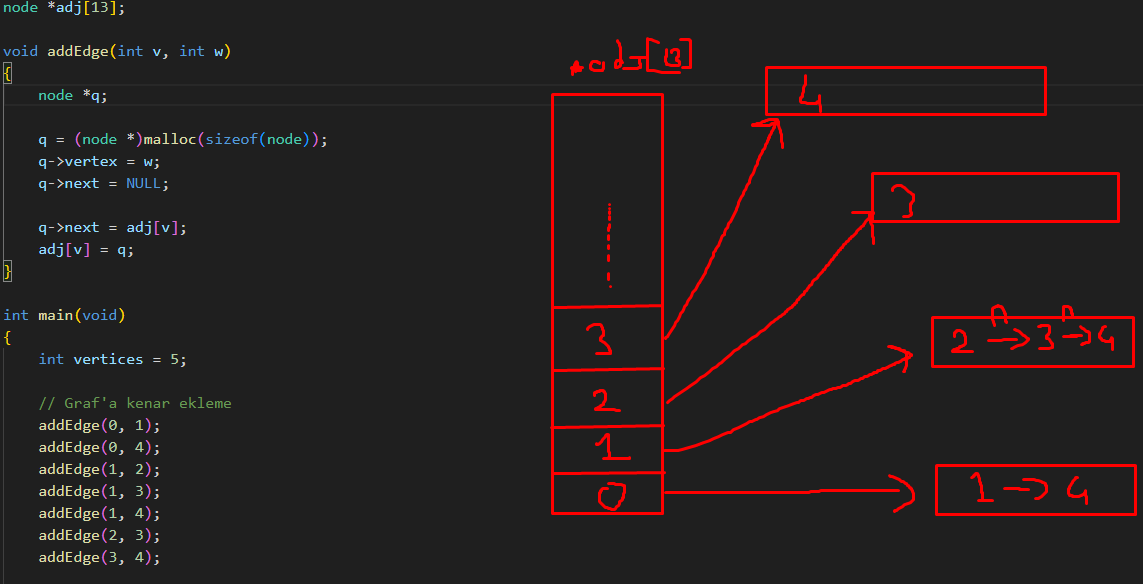 node *adj[13];
void addEdge(int v, int w)
{
    node *q;
    q = (node *)malloc(sizeof(node));
    q->vertex = w;
    q->next = NULL;
    q->next = adj[v];
    adj[v] = q;
}
int main(void)
{
    int vertices = 5;
    // Graf'a kenar ekleme
    addEdge(0, 1);
    addEdge(0, 4);
    addEdge(1, 2);
    addEdge(1, 3);
    addEdge(1, 4);
    addEdge(2, 3);
    addEdge(3, 4);
*adj[13]
4
3
n n
2 -> 3 -> 4
1 -> 4
3
2
1
0